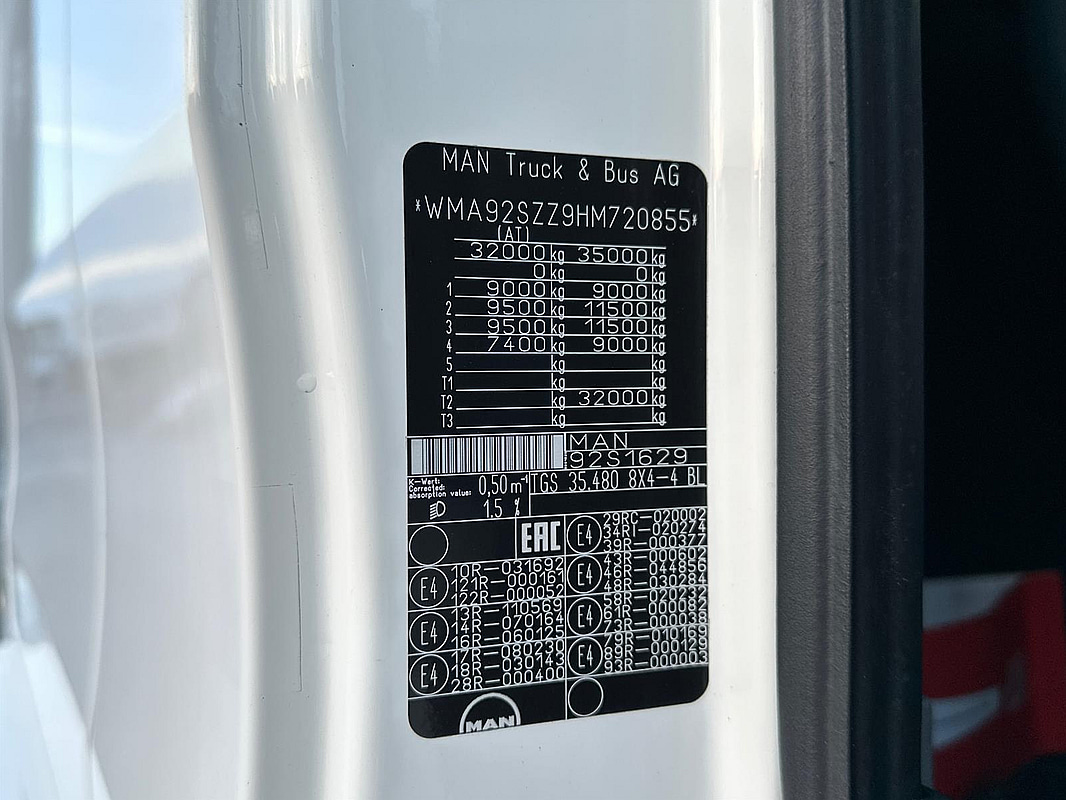 MAN Truck & Bus AG
*WMA92SZZ9HM720855*
(AT)
32000 kg 35000 kg
0 kg 0 kg
1 9000 kg 9000 kg
2 9500 kg 11500 kg
3 9500 kg 11500 kg
4 7400 kg 9000 kg
5 kg kg
T1 kg kg
T2 kg 32000 kg
T3 kg kg
MAN
92S1629
K-Wert:
Corrected
absorption value: 0,50 m⁻¹
TGS 35.480 8X4-4 BL
1.5 %
EAC
E4 29RC-020002
34RI-020274
39R-000377
E4 43R-000602
46R-044856
48R-030284
E4 58R-020232
61R-000082
73R-000038
E4 79R-010169
89R-000129
93R-000003
E4 10R-031692
121R-000161
122R-000052
E4 13R-110569
14R-070164
16R-060125
E4 17R-080230
18R-030143
28R-000400
MAN